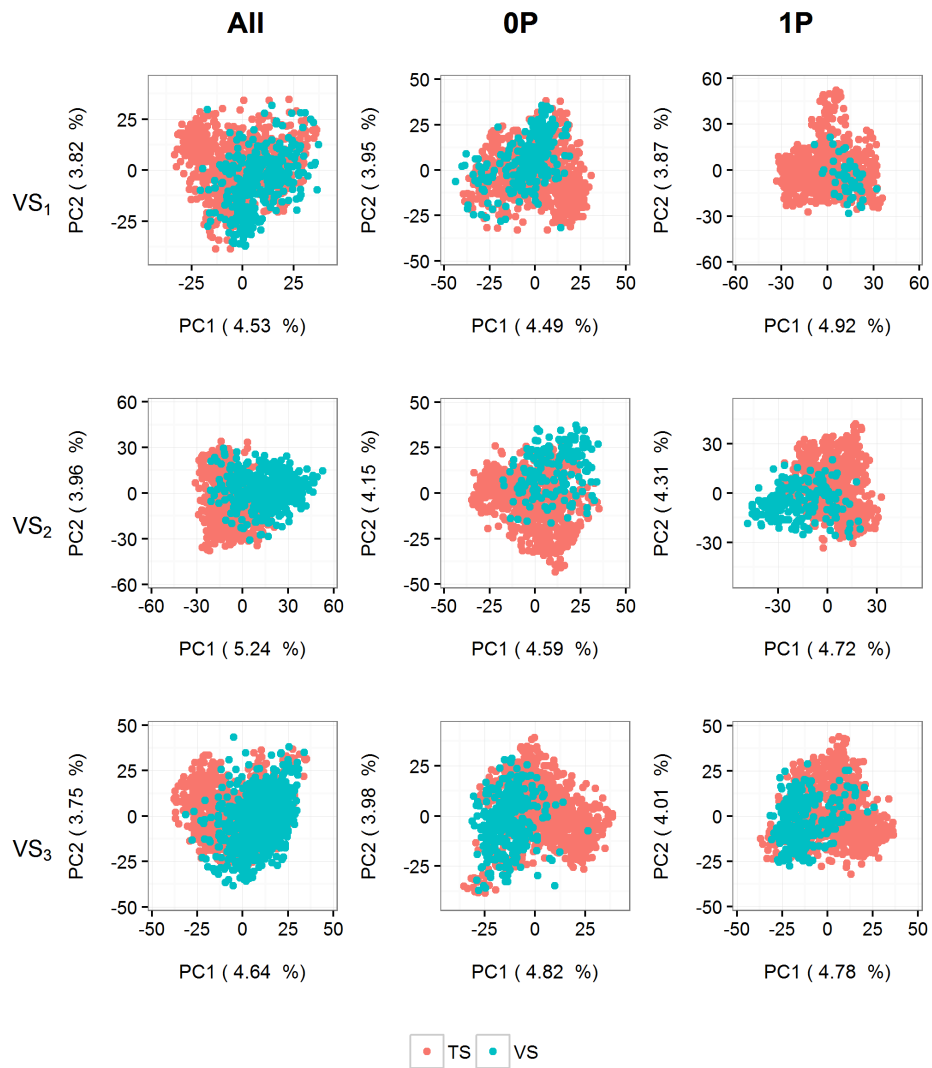 All 0P 1P
VS1
PC2 ( 3.82 %)
25
0
-25
-25 0 25
PC1 ( 4.53 %)
PC2 ( 3.95 %)
50
25
0
-25
-50
-50 -25 0 25 50
PC1 ( 4.49 %)
PC2 ( 3.87 %)
60
30
0
-30
-60
-60 -30 0 30 60
PC1 ( 4.92 %)
VS2
PC2 ( 3.96 %)
60
30
0
-30
-60
-60 -30 0 30 60
PC1 ( 5.24 %)
PC2 ( 4.15 %)
50
25
0
-25
-50
-50 -25 0 25 50
PC1 ( 4.59 %)
PC2 ( 4.31 %)
30
0
-30
-30 0 30
PC1 ( 4.72 %)
VS3
PC2 ( 3.75 %)
50
25
0
-25
-50
-50 -25 0 25 50
PC1 ( 4.64 %)
PC2 ( 3.98 %)
25
0
-25
-25 0 25
PC1 ( 4.82 %)
PC2 ( 4.01 %)
50
25
0
-25
-50
-50 -25 0 25 50
PC1 ( 4.78 %)
TS VS